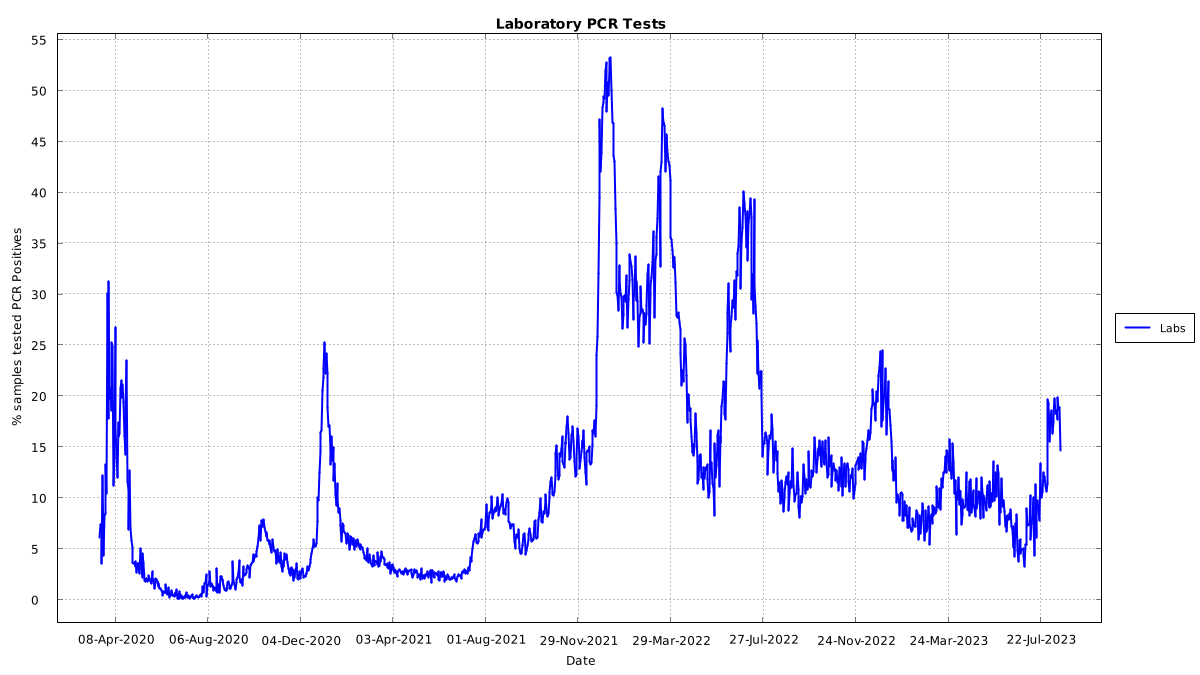 Laboratory PCR Tests
55
50
45
40
35
30
25
20
15
10
5
0
% samples tested PCR Positives
08-Apr-2020 06-Aug-2020 04-Dec-2020 03-Apr-2021 01-Aug-2021 29-Nov-2021 29-Mar-2022 27-Jul-2022 24-Nov-2022 24-Mar-2023 22-Jul-2023
Date
Labs